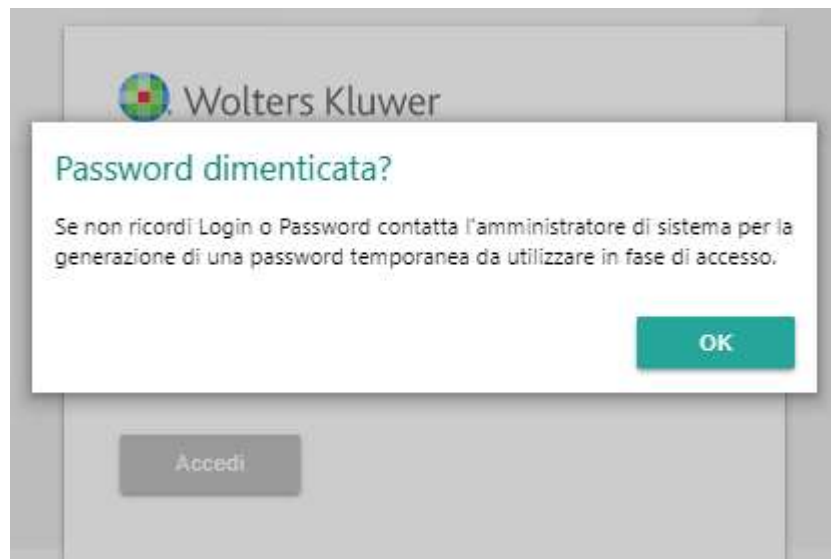 Wolters Kluwer
Password dimenticata?
Se non ricordi Login o Password contatta l'amministratore di sistema per la
generazione di una password temporanea da utilizzare in fase di accesso.
OK
Accedi